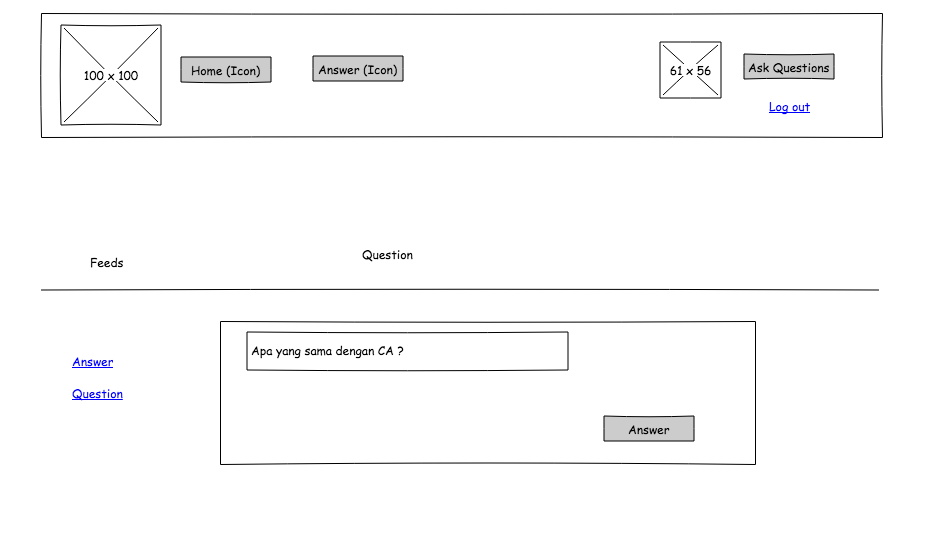 100 x 100
Home (Icon)
Answer (Icon)
61 x 56
Ask Questions
Log out
Feeds
Question
Answer
Question
Apa yang sama dengan CA ?
Answer